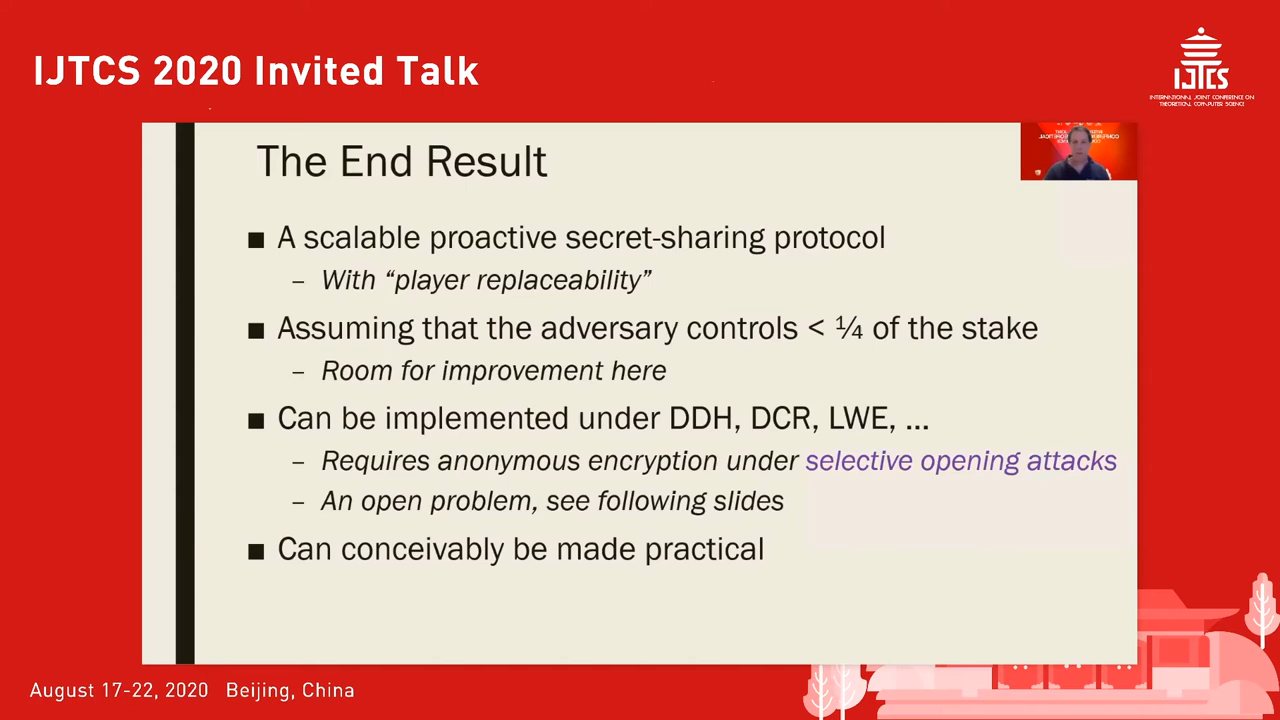 IJTCS 2020 Invited Talk
IJTCS
INTERNATIONAL JOINT CONFERENCE ON
THEORETICAL COMPUTER SCIENCE
The End Result
■ A scalable proactive secret-sharing protocol
– With “player replaceability”
■ Assuming that the adversary controls < ¼ of the stake
– Room for improvement here
■ Can be implemented under DDH, DCR, LWE, ...
– Requires anonymous encryption under selective opening attacks
– An open problem, see following slides
■ Can conceivably be made practical
August 17-22, 2020 Beijing, China